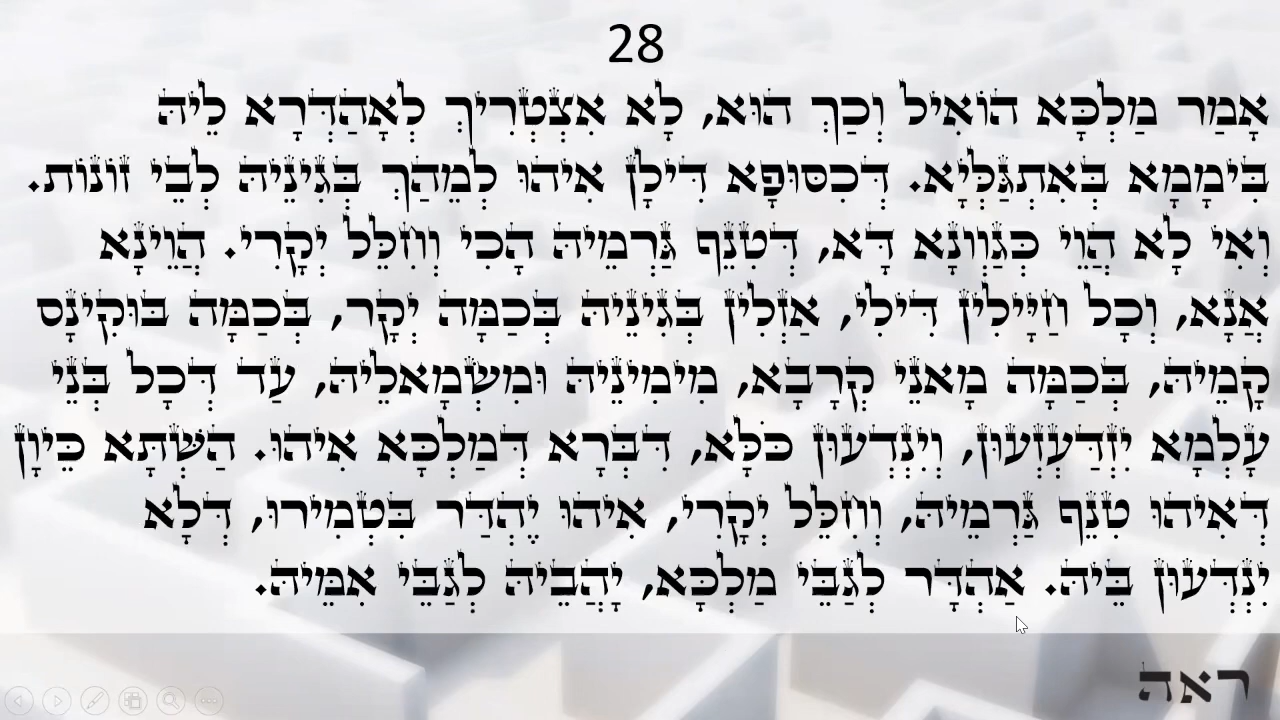 28
אָמַר מַלְכָּא הוֹאִיל וְכַךְ הוּא, לָא אִצְטְרִיךְ לְאָהַדְּרָא לֵיהּ
בִּימָמָא בְּאִתְגַּלְּיָא. דְּכִסּוּפָא דִּילָן אִיהוּ לְמֵהַךְ בְּגִינֵיהּ לְבֵי זוֹנוֹת.
וְאִי לָא הֲוֵי כְּגַוְונָא דָּא, דְּטִנֵּף גַּרְמֵיהּ הָכִי וְחִלֵּל יְקָרִי. הֲוֵינָא
אֲנָא, וְכָל חַיָּילִין דִּילִי, אַזְלִין בְּגִינֵיהּ בְּכַמָּה יְקָר, בְּכַמָּה בּוּקִינָס
קָמֵיהּ, בְּכַמָּה מָאנֵי קְרָבָא, מִימִינֵיהּ וּמִשְּׂמָאלֵיהּ, עַד דְּכָל בְּנֵי
עָלְמָא יִזְדַּעְזְעוּן, וְיִנְדְּעוּן כֹּלָּא, דִּבְּרָא דְּמַלְכָּא אִיהוּ. הַשְׁתָּא כֵּיוָן
דְּאִיהוּ טִנֵּף גַּרְמֵיהּ, וְחִלֵּל יְקָרִי, אִיהוּ יֶהְדַּר בִּטְמִירוּ, דְּלָא
יִנְדְּעוּן בֵּיהּ. אַהְדָּר לְגַבֵּי מַלְכָּא, יָהֲבֵיהּ לְגַבֵּי אִמֵּיהּ.
ראה